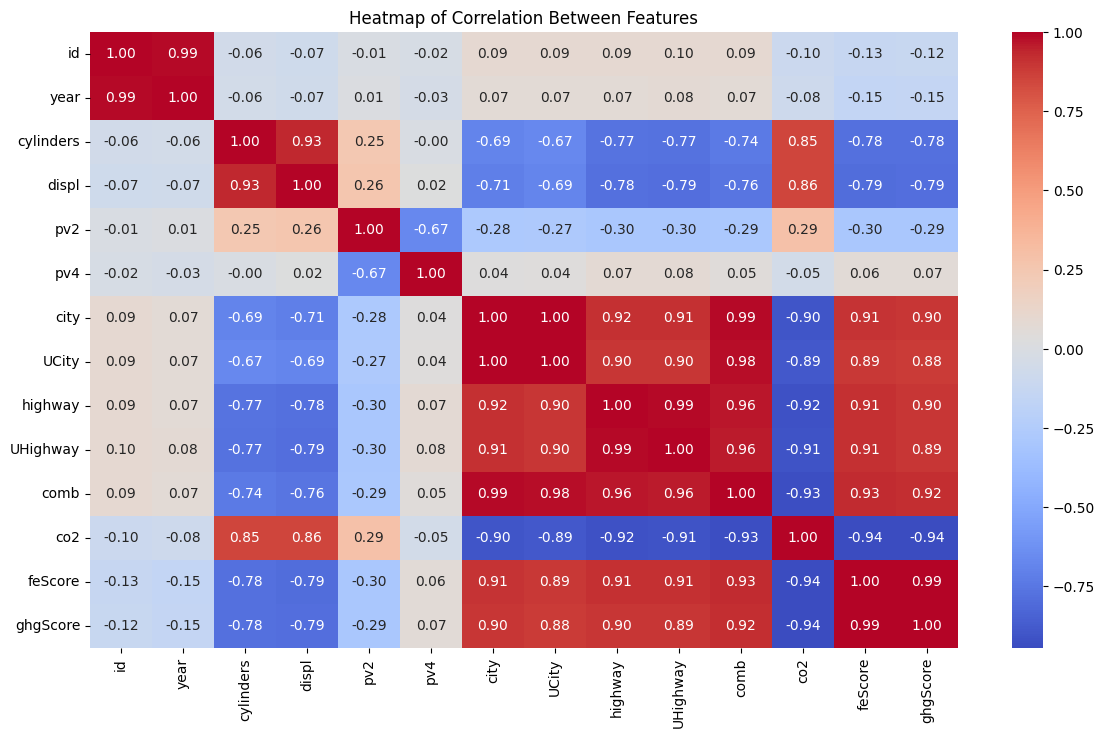 Heatmap of Correlation Between Features
id 1.00 0.99 -0.06 -0.07 -0.01 -0.02 0.09 0.09 0.09 0.10 0.09 -0.10 -0.13 -0.12
year 0.99 1.00 -0.06 -0.07 0.01 -0.03 0.07 0.07 0.07 0.08 0.07 -0.08 -0.15 -0.15
cylinders -0.06 -0.06 1.00 0.93 0.25 -0.00 -0.69 -0.67 -0.77 -0.77 -0.74 0.85 -0.78 -0.78
displ -0.07 -0.07 0.93 1.00 0.26 0.02 -0.71 -0.69 -0.78 -0.79 -0.76 0.86 -0.79 -0.79
pv2 -0.01 0.01 0.25 0.26 1.00 -0.67 -0.28 -0.27 -0.30 -0.30 -0.29 0.29 -0.30 -0.29
pv4 -0.02 -0.03 -0.00 0.02 -0.67 1.00 0.04 0.04 0.07 0.08 0.05 -0.05 0.06 0.07
city 0.09 0.07 -0.69 -0.71 -0.28 0.04 1.00 1.00 0.92 0.91 0.99 -0.90 0.91 0.90
UCity 0.09 0.07 -0.67 -0.69 -0.27 0.04 1.00 1.00 0.90 0.90 0.98 -0.89 0.89 0.88
highway 0.09 0.07 -0.77 -0.78 -0.30 0.07 0.92 0.90 1.00 0.99 0.96 -0.92 0.91 0.90
UHighway 0.10 0.08 -0.77 -0.79 -0.30 0.08 0.91 0.90 0.99 1.00 0.96 -0.91 0.91 0.89
comb 0.09 0.07 -0.74 -0.76 -0.29 0.05 0.99 0.98 0.96 0.96 1.00 -0.93 0.93 0.92
co2 -0.10 -0.08 0.85 0.86 0.29 -0.05 -0.90 -0.89 -0.92 -0.91 -0.93 1.00 -0.94 -0.94
feScore -0.13 -0.15 -0.78 -0.79 -0.30 0.06 0.91 0.89 0.91 0.91 0.93 -0.94 1.00 0.99
ghgScore -0.12 -0.15 -0.78 -0.79 -0.29 0.07 0.90 0.88 0.90 0.89 0.92 -0.94 0.99 1.00
id year cylinders displ pv2 pv4 city UCity highway UHighway comb co2 feScore ghgScore
1.00
0.75
0.50
0.25
0.00
−0.25
−0.50
−0.75